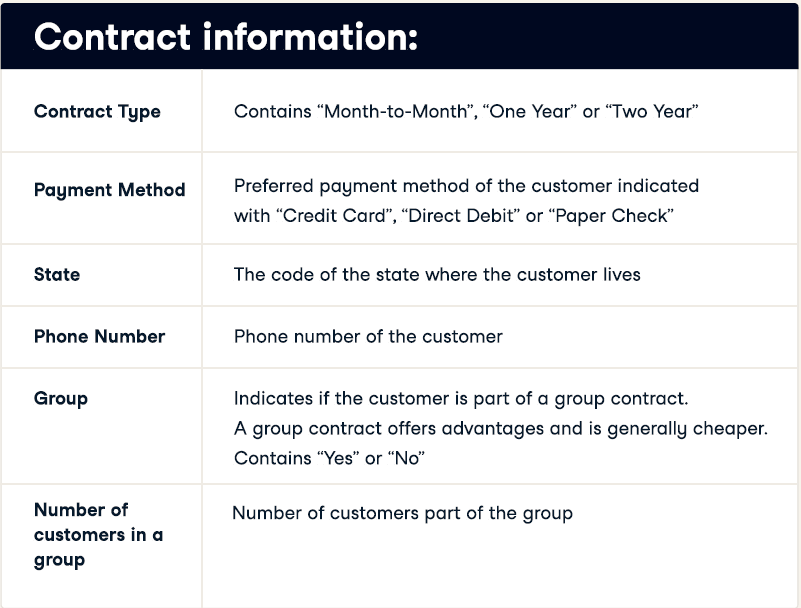 Contract information:
Contract Type
Contains “Month-to-Month”, “One Year” or “Two Year”
Payment Method
Preferred payment method of the customer indicated
with “Credit Card”, “Direct Debit” or “Paper Check”
State
The code of the state where the customer lives
Phone Number
Phone number of the customer
Group
Indicates if the customer is part of a group contract.
A group contract offers advantages and is generally cheaper.
Contains “Yes” or “No”
Number of
customers in a
group
Number of customers part of the group